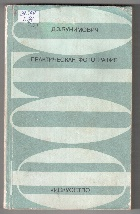 Д.З.БУНИМОВИЧ
ПРАКТИЧЕСКАЯ ФОТОГРАФИЯ
«ИСКУССТВО»